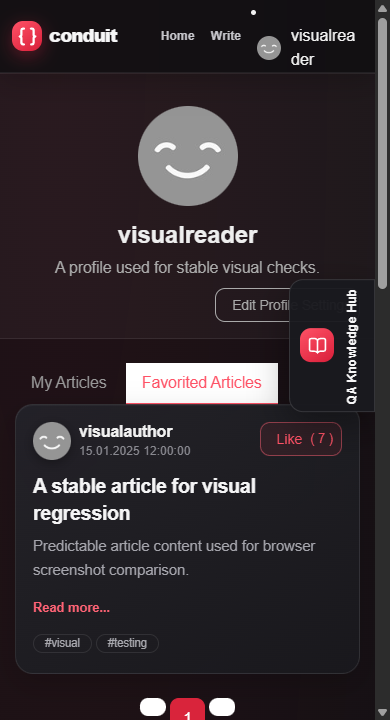 { } conduit
Home
Write
visualrea
der
visualreader
A profile used for stable visual checks.
Edit Profile
QA Knowledge Hub
My Articles
Favorited Articles
visualauthor
15.01.2025 12:00:00
Like ( 7 )
A stable article for visual
regression
Predictable article content used for browser
screenshot comparison.
Read more...
#visual
#testing
1